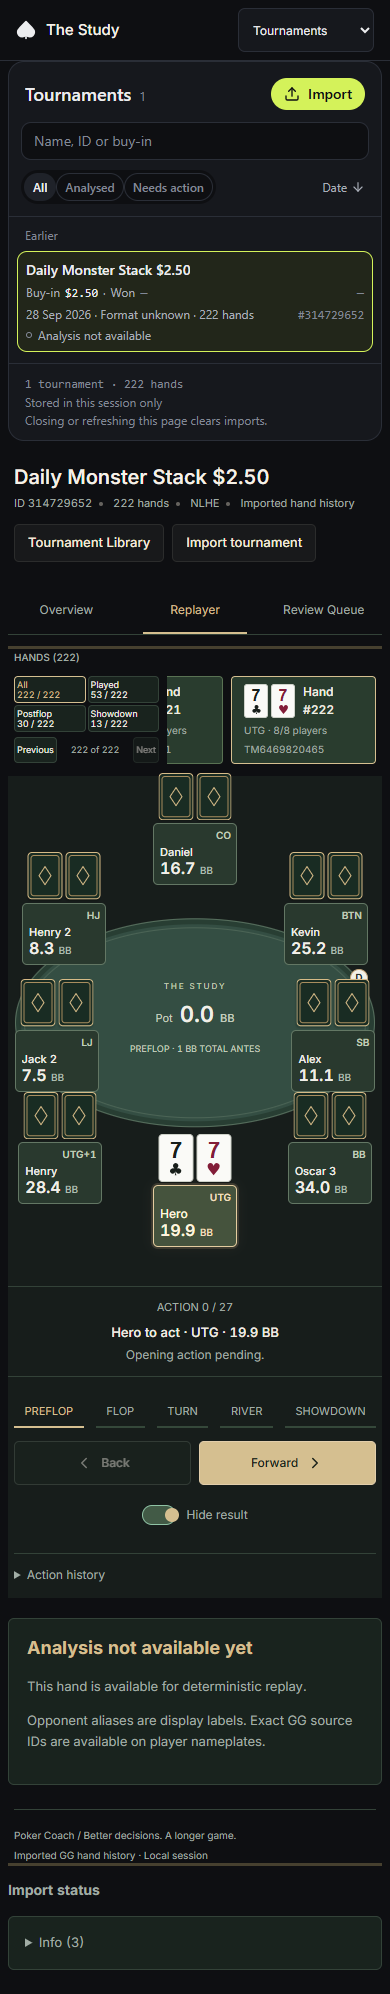 The Study
Tournaments
Tournaments 1
Import
Name, ID or buy-in
All
Analysed
Needs action
Date ↓
Earlier
Daily Monster Stack $2.50
Buy-in $2.50 · Won —
—
28 Sep 2026 · Format unknown · 222 hands
#314729652
Analysis not available
1 tournament · 222 hands
Stored in this session only
Closing or refreshing this page clears imports.
Daily Monster Stack $2.50
ID 314729652 • 222 hands • NLHE • Imported hand history
Tournament Library
Import tournament
Overview
Replayer
Review Queue
HANDS (222)
All
222 / 222
Played
53 / 222
Postflop
30 / 222
Showdown
13 / 222
Previous
222 of 222
Next
nd
21
yers
1
7 7
Hand
#222
UTG · 8/8 players
TM6469820465
CO
Daniel
16.7 BB
HJ
Henry 2
8.3 BB
BTN
Kevin
25.2 BB
D
THE STUDY
Pot 0.0 BB
PREFLOP · 1 BB TOTAL ANTES
LJ
Jack 2
7.5 BB
SB
Alex
11.1 BB
UTG+1
Henry
28.4 BB
BB
Oscar 3
34.0 BB
7 7
UTG
Hero
19.9 BB
ACTION 0 / 27
Hero to act · UTG · 19.9 BB
Opening action pending.
PREFLOP
FLOP
TURN
RIVER
SHOWDOWN
Back
Forward
Hide result
Action history
Analysis not available yet
This hand is available for deterministic replay.
Opponent aliases are display labels. Exact GG source
IDs are available on player nameplates.
Poker Coach / Better decisions. A longer game.
Imported GG hand history · Local session
Import status
Info (3)